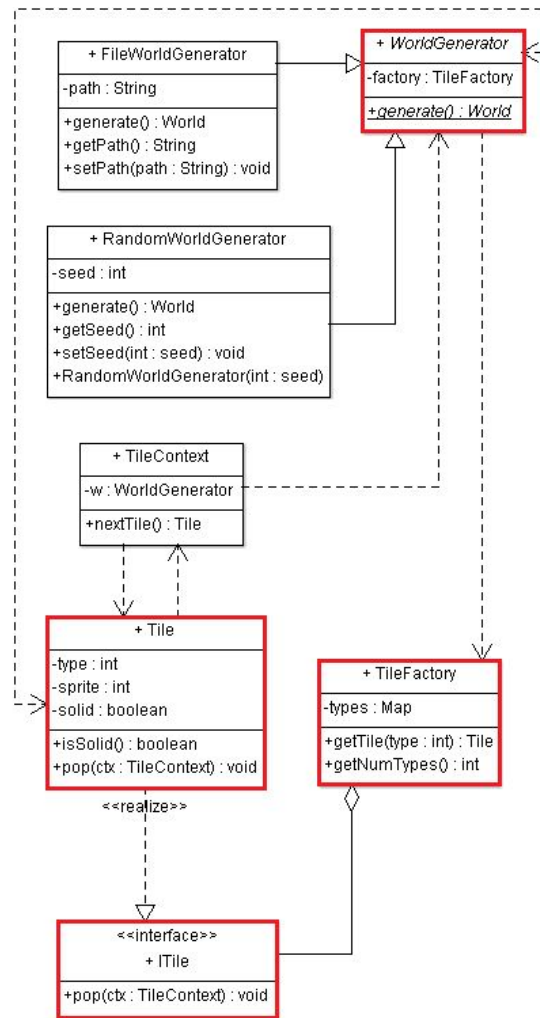 + FileWorldGenerator
-path : String
+generate() : World
+getPath() : String
+setPath(path : String) : void
+ WorldGenerator
-factory : TileFactory
+generate() : World
+ RandomWorldGenerator
-seed : int
+generate() : World
+getSeed() : int
+setSeed(int : seed) : void
+RandomWorldGenerator(int : seed)
+ TileContext
-w : WorldGenerator
+nextTile() : Tile
+ Tile
-type : int
-sprite : int
-solid : boolean
+isSolid() : boolean
+pop(ctx : TileContext) : void
<<realize>>
+ TileFactory
-types : Map
+getTile(type : int) : Tile
+getNumTypes() : int
<<interface>>
+ ITile
+pop(ctx : TileContext) : void